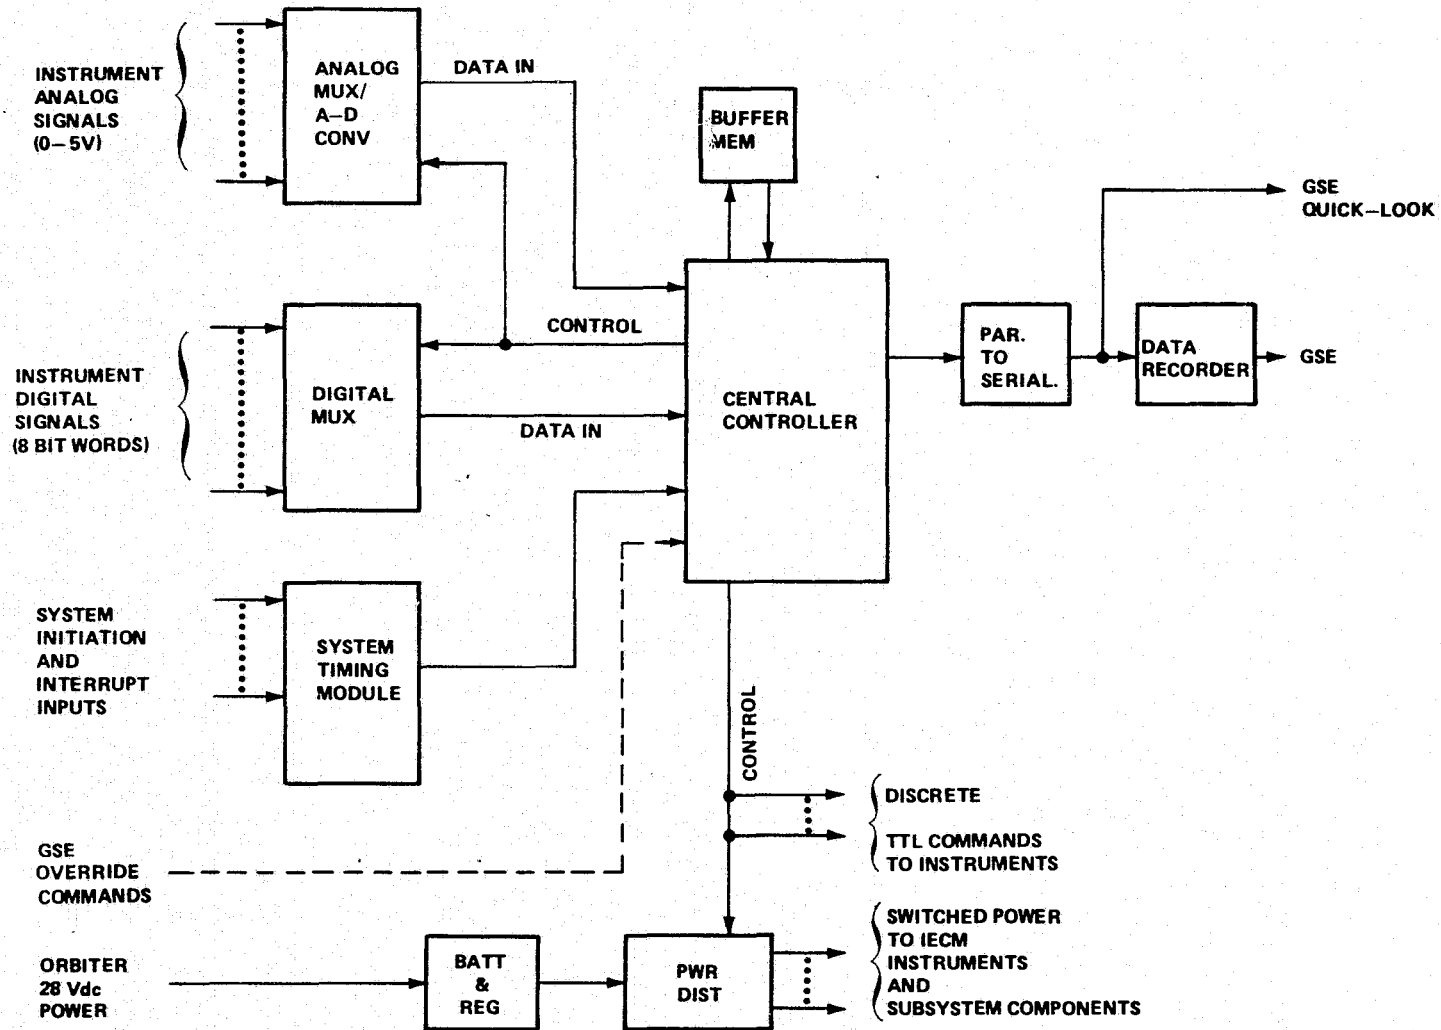 INSTRUMENT
ANALOG
SIGNALS
(0–5V)
ANALOG
MUX/
A–D
CONV
DATA IN
BUFFER
MEM
GSE
QUICK–LOOK
INSTRUMENT
DIGITAL
SIGNALS
(8 BIT WORDS)
DIGITAL
MUX
CONTROL
DATA IN
CENTRAL
CONTROLLER
PAR.
TO
SERIAL.
DATA
RECORDER
GSE
SYSTEM
INITIATION
AND
INTERRUPT
INPUTS
SYSTEM
TIMING
MODULE
CONTROL
DISCRETE
TTL COMMANDS
TO INSTRUMENTS
GSE
OVERRIDE
COMMANDS
ORBITER
28 Vdc
POWER
BATT
&
REG
PWR
DIST
SWITCHED POWER
TO IECM
INSTRUMENTS
AND
SUBSYSTEM COMPONENTS